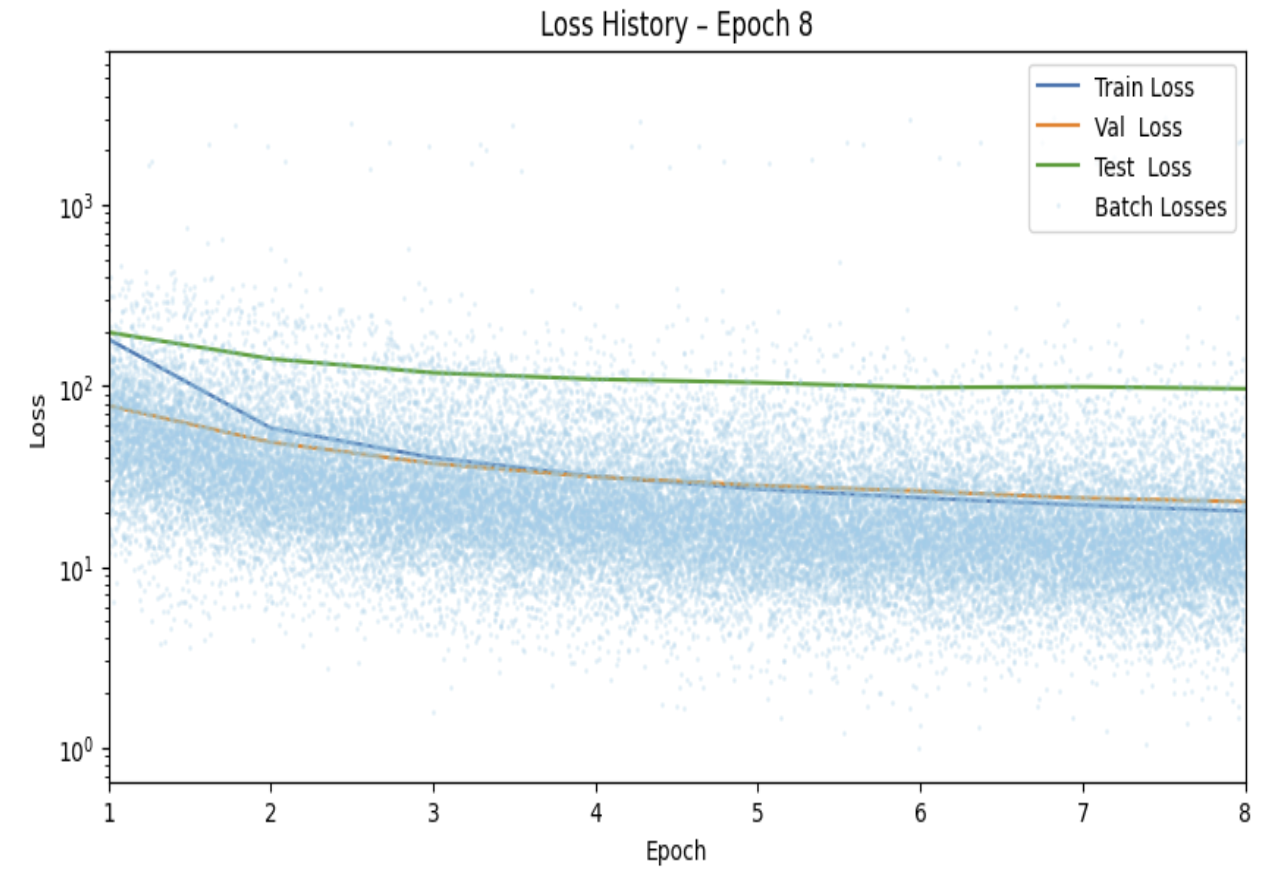 Loss History – Epoch 8
Train Loss
Val  Loss
Test  Loss
Batch Losses
Loss
10³
10²
10¹
10⁰
1 2 3 4 5 6 7 8
Epoch